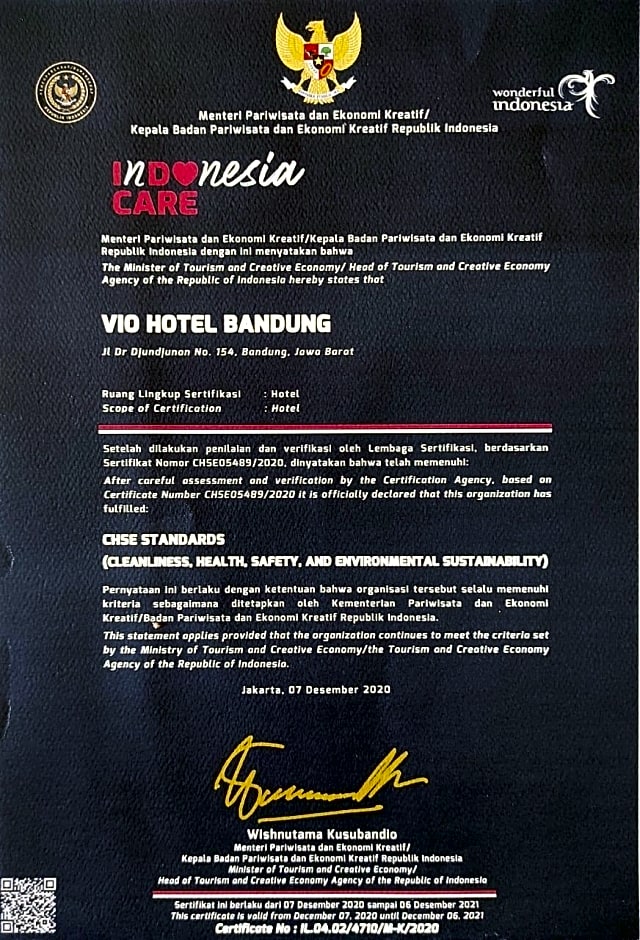 wonderful
indonesia
Menteri Pariwisata dan Ekonomi Kreatif/
Kepala Badan Pariwisata dan Ekonomi Kreatif Republik Indonesia
INDONesia
CARE
Menteri Pariwisata dan Ekonomi Kreatif/Kepala Badan Pariwisata dan Ekonomi Kreatif
Republik Indonesia dengan ini menyatakan bahwa
The Minister of Tourism and Creative Economy/ Head of Tourism and Creative Economy
Agency of the Republic of Indonesia hereby states that
VIO HOTEL BANDUNG
Jl Dr Djundjunan No. 154, Bandung, Jawa Barat
Ruang Lingkup Sertifikasi : Hotel
Scope of Certification : Hotel
Setelah dilakukan penilaian dan verifikasi oleh Lembaga Sertifikasi, berdasarkan
Sertifikat Nomor CHSE05489/2020, dinyatakan bahwa telah memenuhi:
After careful assessment and verification by the Certification Agency, based on
Certificate Number CHSE05489/2020 it is officially declared that this organization has
fulfilled:
CHSE STANDARDS
(CLEANLINESS, HEALTH, SAFETY, AND ENVIRONMENTAL SUSTAINABILITY)
Pernyataan ini berlaku dengan ketentuan bahwa organisasi tersebut selalu memenuhi
kriteria sebagaimana ditetapkan oleh Kementerian Pariwisata dan Ekonomi
Kreatif/Badan Pariwisata dan Ekonomi Kreatif Republik Indonesia.
This statement applies provided that the organization continues to meet the criteria set
by the Ministry of Tourism and Creative Economy/the Tourism and Creative Economy
Agency of the Republic of Indonesia.
Jakarta, 07 Desember 2020
Wishnutama Kusubandio
Menteri Pariwisata dan Ekonomi Kreatif/
Kepala Badan Pariwisata dan Ekonomi Kreatif Republik Indonesia
Minister of Tourism and Creative Economy/
Head of Tourism and Creative Economy Agency of the Republic of Indonesia
Sertifikat ini berlaku dari 07 Desember 2020 sampai 06 Desember 2021
This certificate is valid from December 07, 2020 until December 06, 2021
Certificate No : IL.04.02/4710/M-K/2020